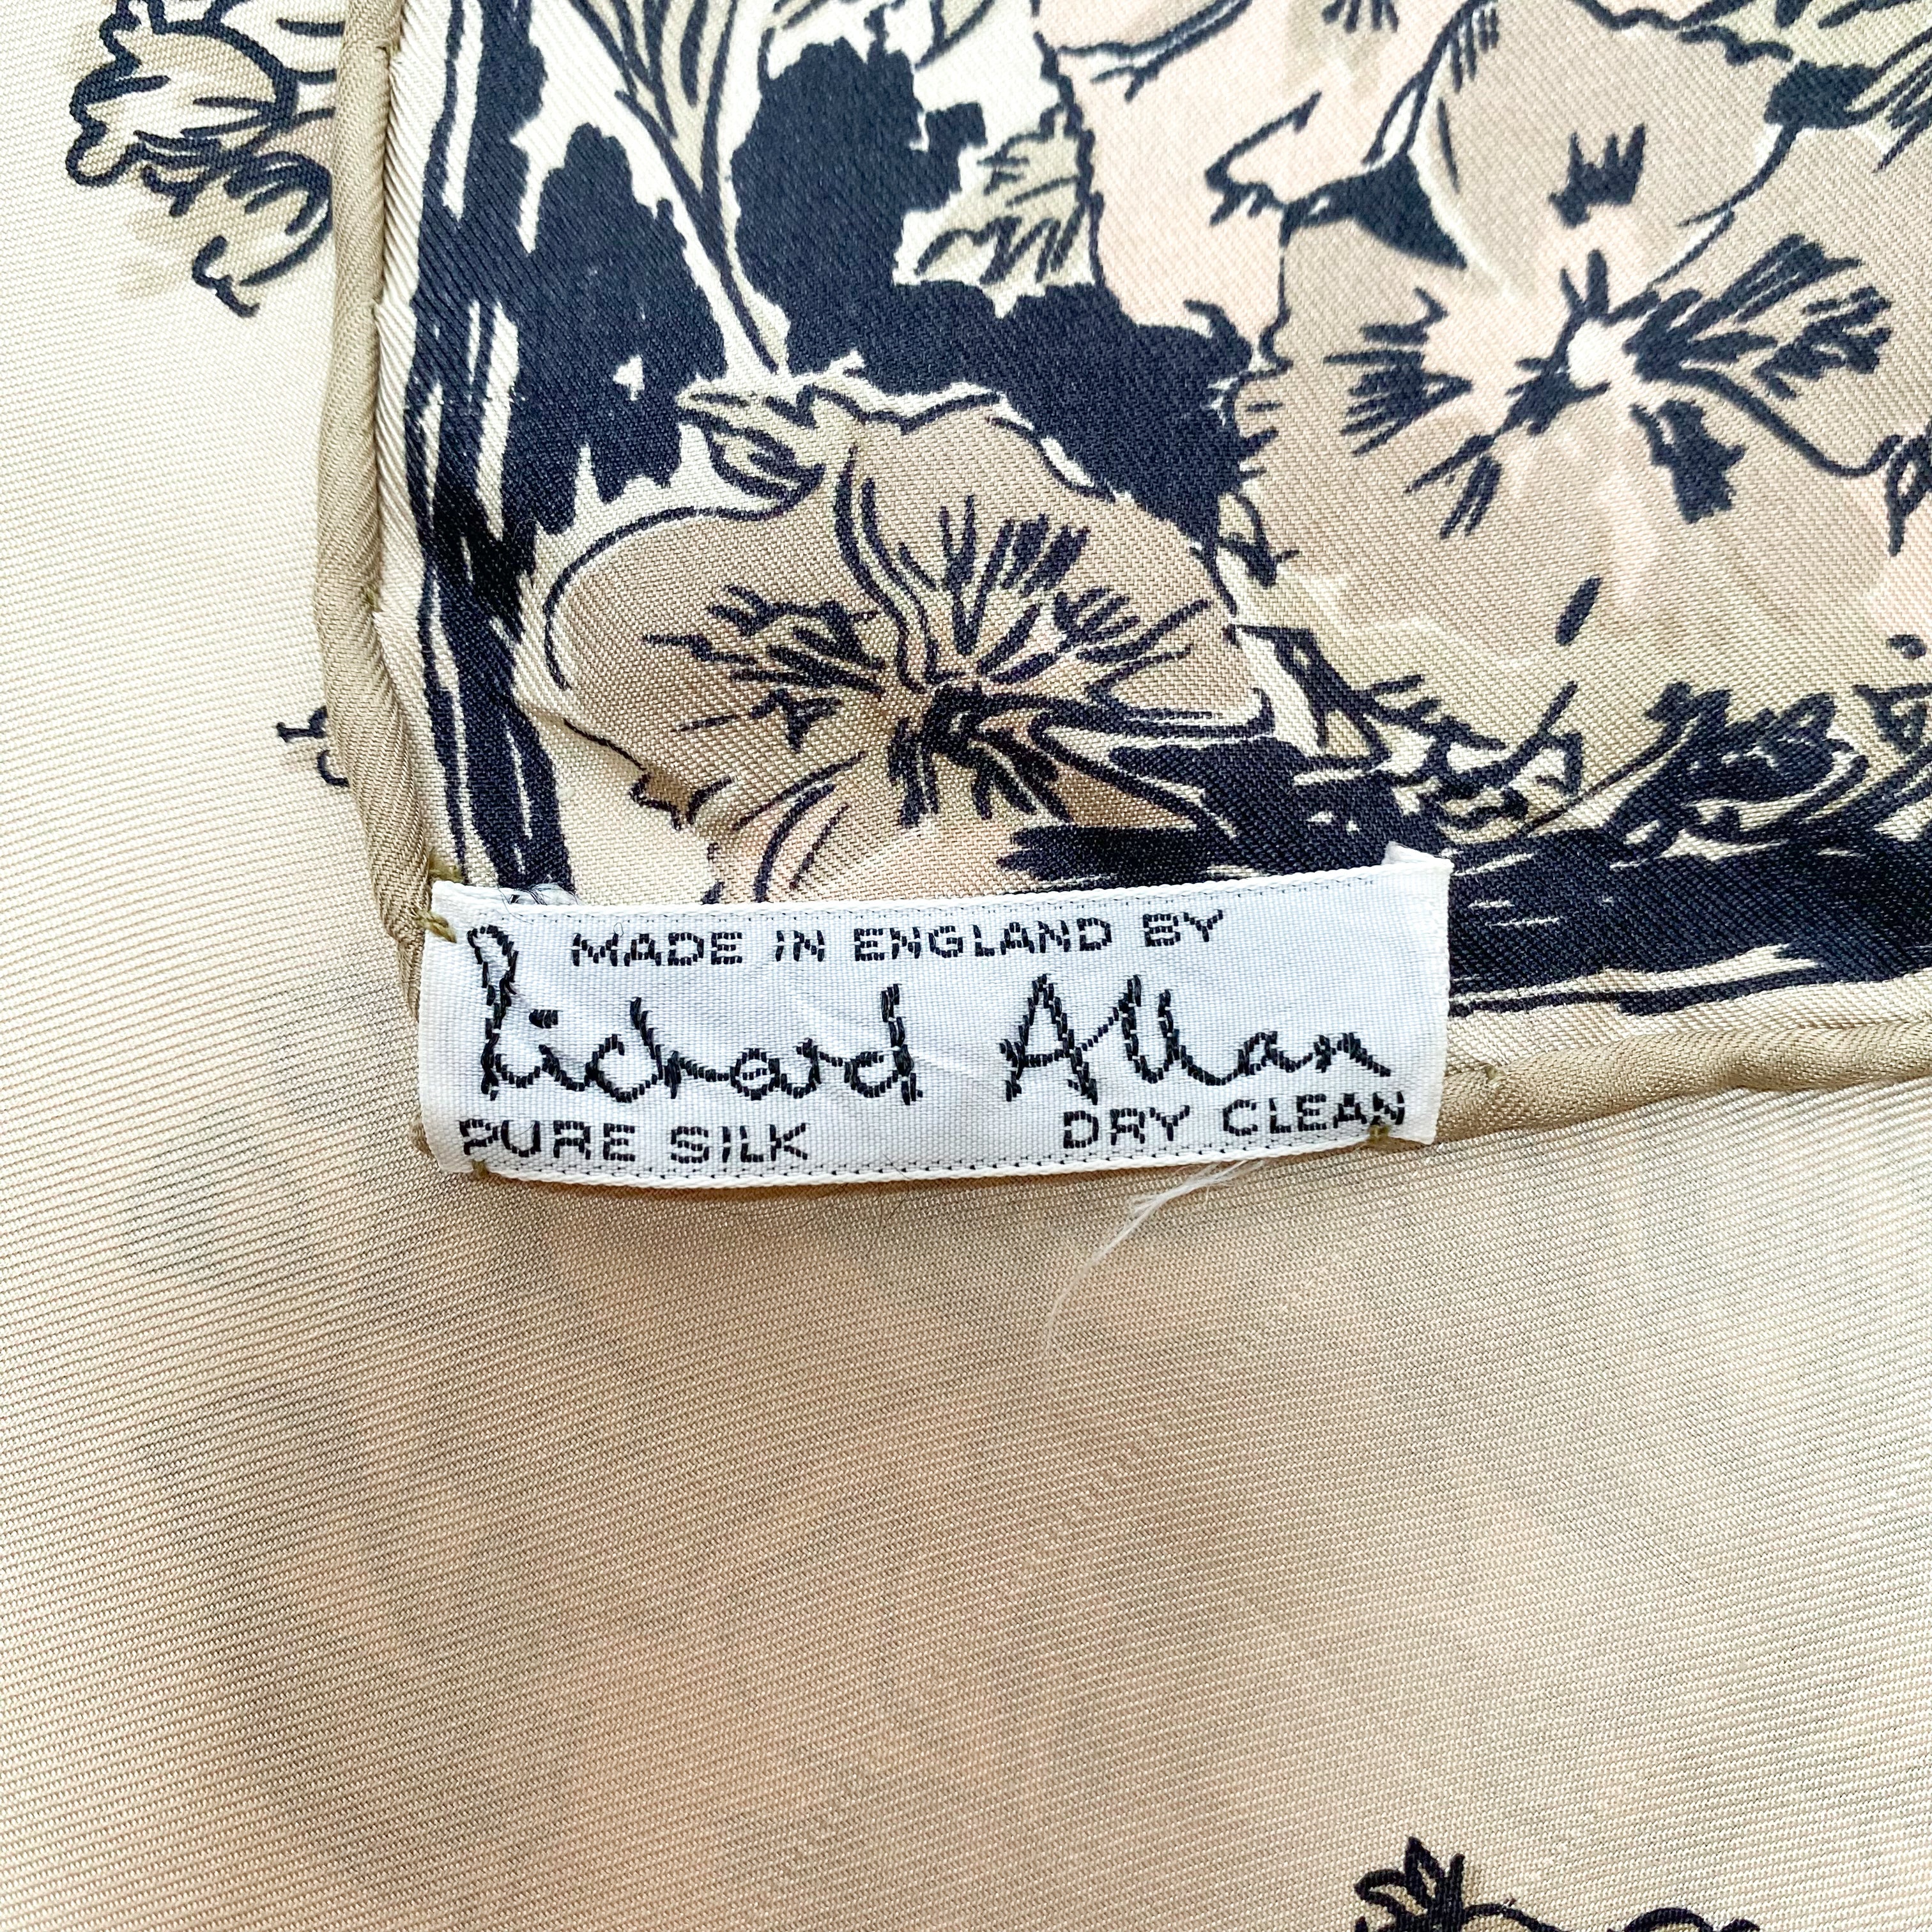 MADE IN ENGLAND BY
Richard Allan
PURE SILK DRY CLEAN